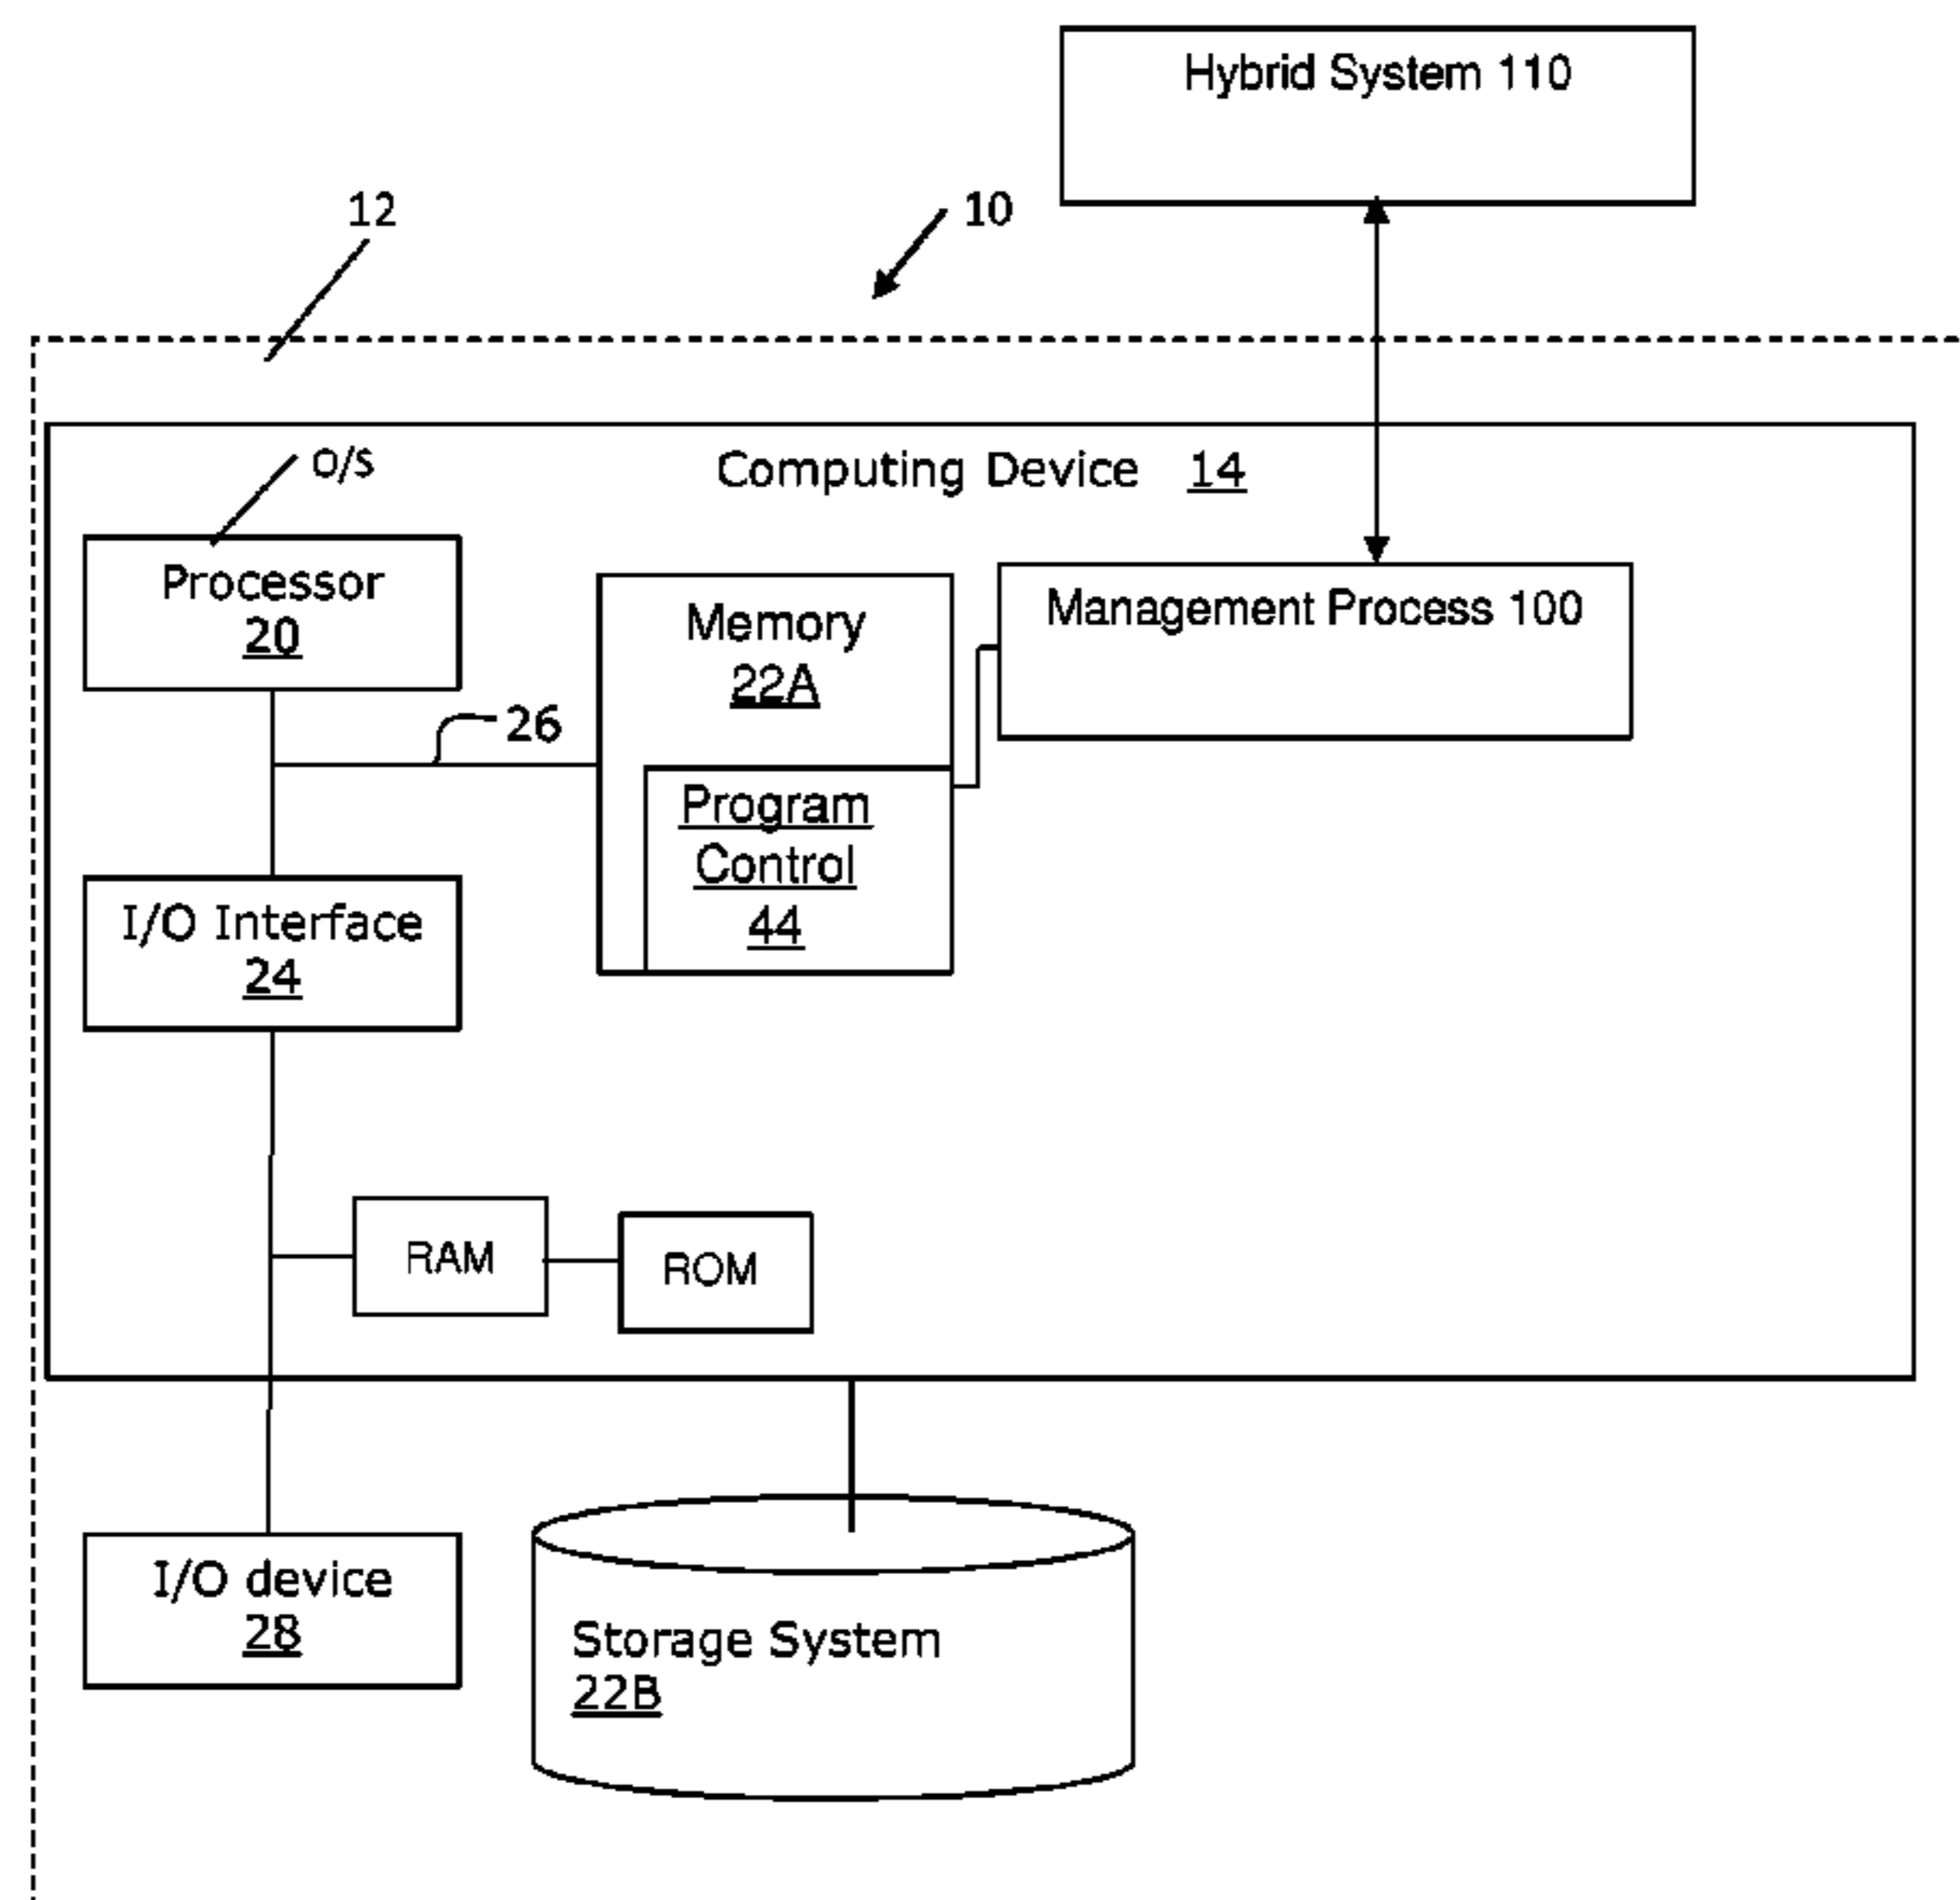 Hybrid System 110
12
10
O/S
Computing Device 14
Processor
20
Memory
22A
Management Process 100
26
Program
Control
44
I/O Interface
24
RAM
ROM
I/O device
28
Storage System
22B